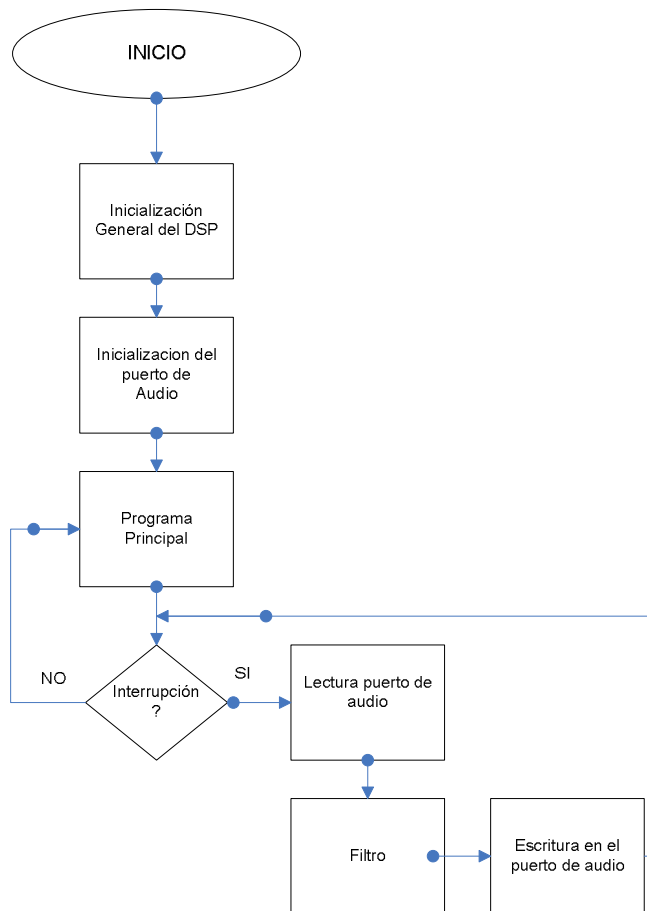 INICIO
Inicialización
General del DSP
Inicializacion del
puerto de
Audio
Programa
Principal
NO
Interrupción
?
SI
Lectura puerto de
audio
Filtro
Escritura en el
puerto de audio